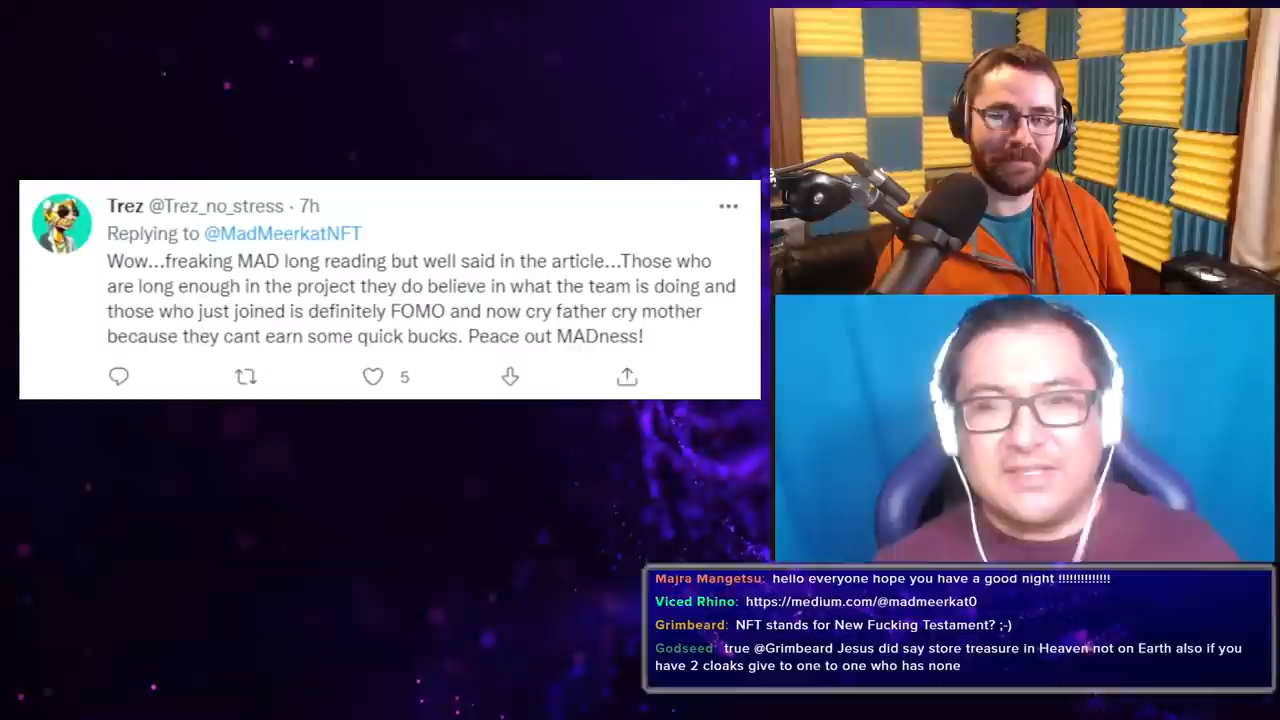 Trez @Trez_no_stress · 7h
Replying to @MadMeerkatNFT
Wow...freaking MAD long reading but well said in the article...Those who
are long enough in the project they do believe in what the team is doing and
those who just joined is definitely FOMO and now cry father cry mother
because they cant earn some quick bucks. Peace out MADness!
5
Majra Mangetsu: hello everyone hope you have a good night !!!!!!!!!!!!!!
Viced Rhino: https://medium.com/@madmeerkat0
Grimbeard: NFT stands for New Fucking Testament? ;-)
Godseed: true @Grimbeard Jesus did say store treasure in Heaven not on Earth also if you
have 2 cloaks give to one to one who has none